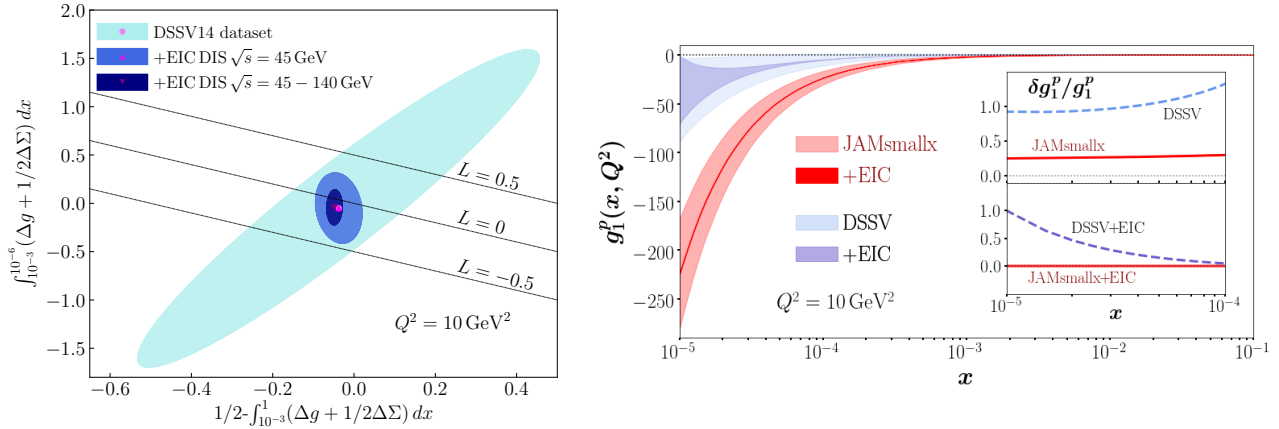 DSSV14 dataset
+EIC DIS √s = 45 GeV
+EIC DIS √s = 45 − 140 GeV
2.0
1.5
1.0
0.5
0.0
−0.5
−1.0
−1.5
∫_{10^{-3}}^{10^{-6}}(Δg + 1/2ΔΣ) dx
L = 0.5
L = 0
L = −0.5
Q² = 10 GeV²
−0.6
−0.4
−0.2
0.0
0.2
0.4
1/2-∫_{10^{-3}}^{1}(Δg + 1/2ΔΣ) dx
0
−50
−100
−150
−200
−250
g₁ᵖ(x, Q²)
JAMsmallx
+EIC
DSSV
+EIC
Q² = 10 GeV²
δg₁ᵖ/g₁ᵖ
1.0
0.5
0.0
DSSV
JAMsmallx
1.0
0.5
0.0
DSSV+EIC
JAMsmallx+EIC
10⁻⁵
x
10⁻⁴
10⁻⁵
10⁻⁴
10⁻³
10⁻²
10⁻¹
x